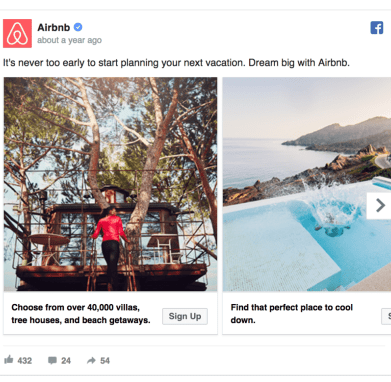 Airbnb
about a year ago
It's never too early to start planning your next vacation. Dream big with Airbnb.
Choose from over 40,000 villas,
tree houses, and beach getaways.
Sign Up
Find that perfect place to cool
down.
S
432
24
54